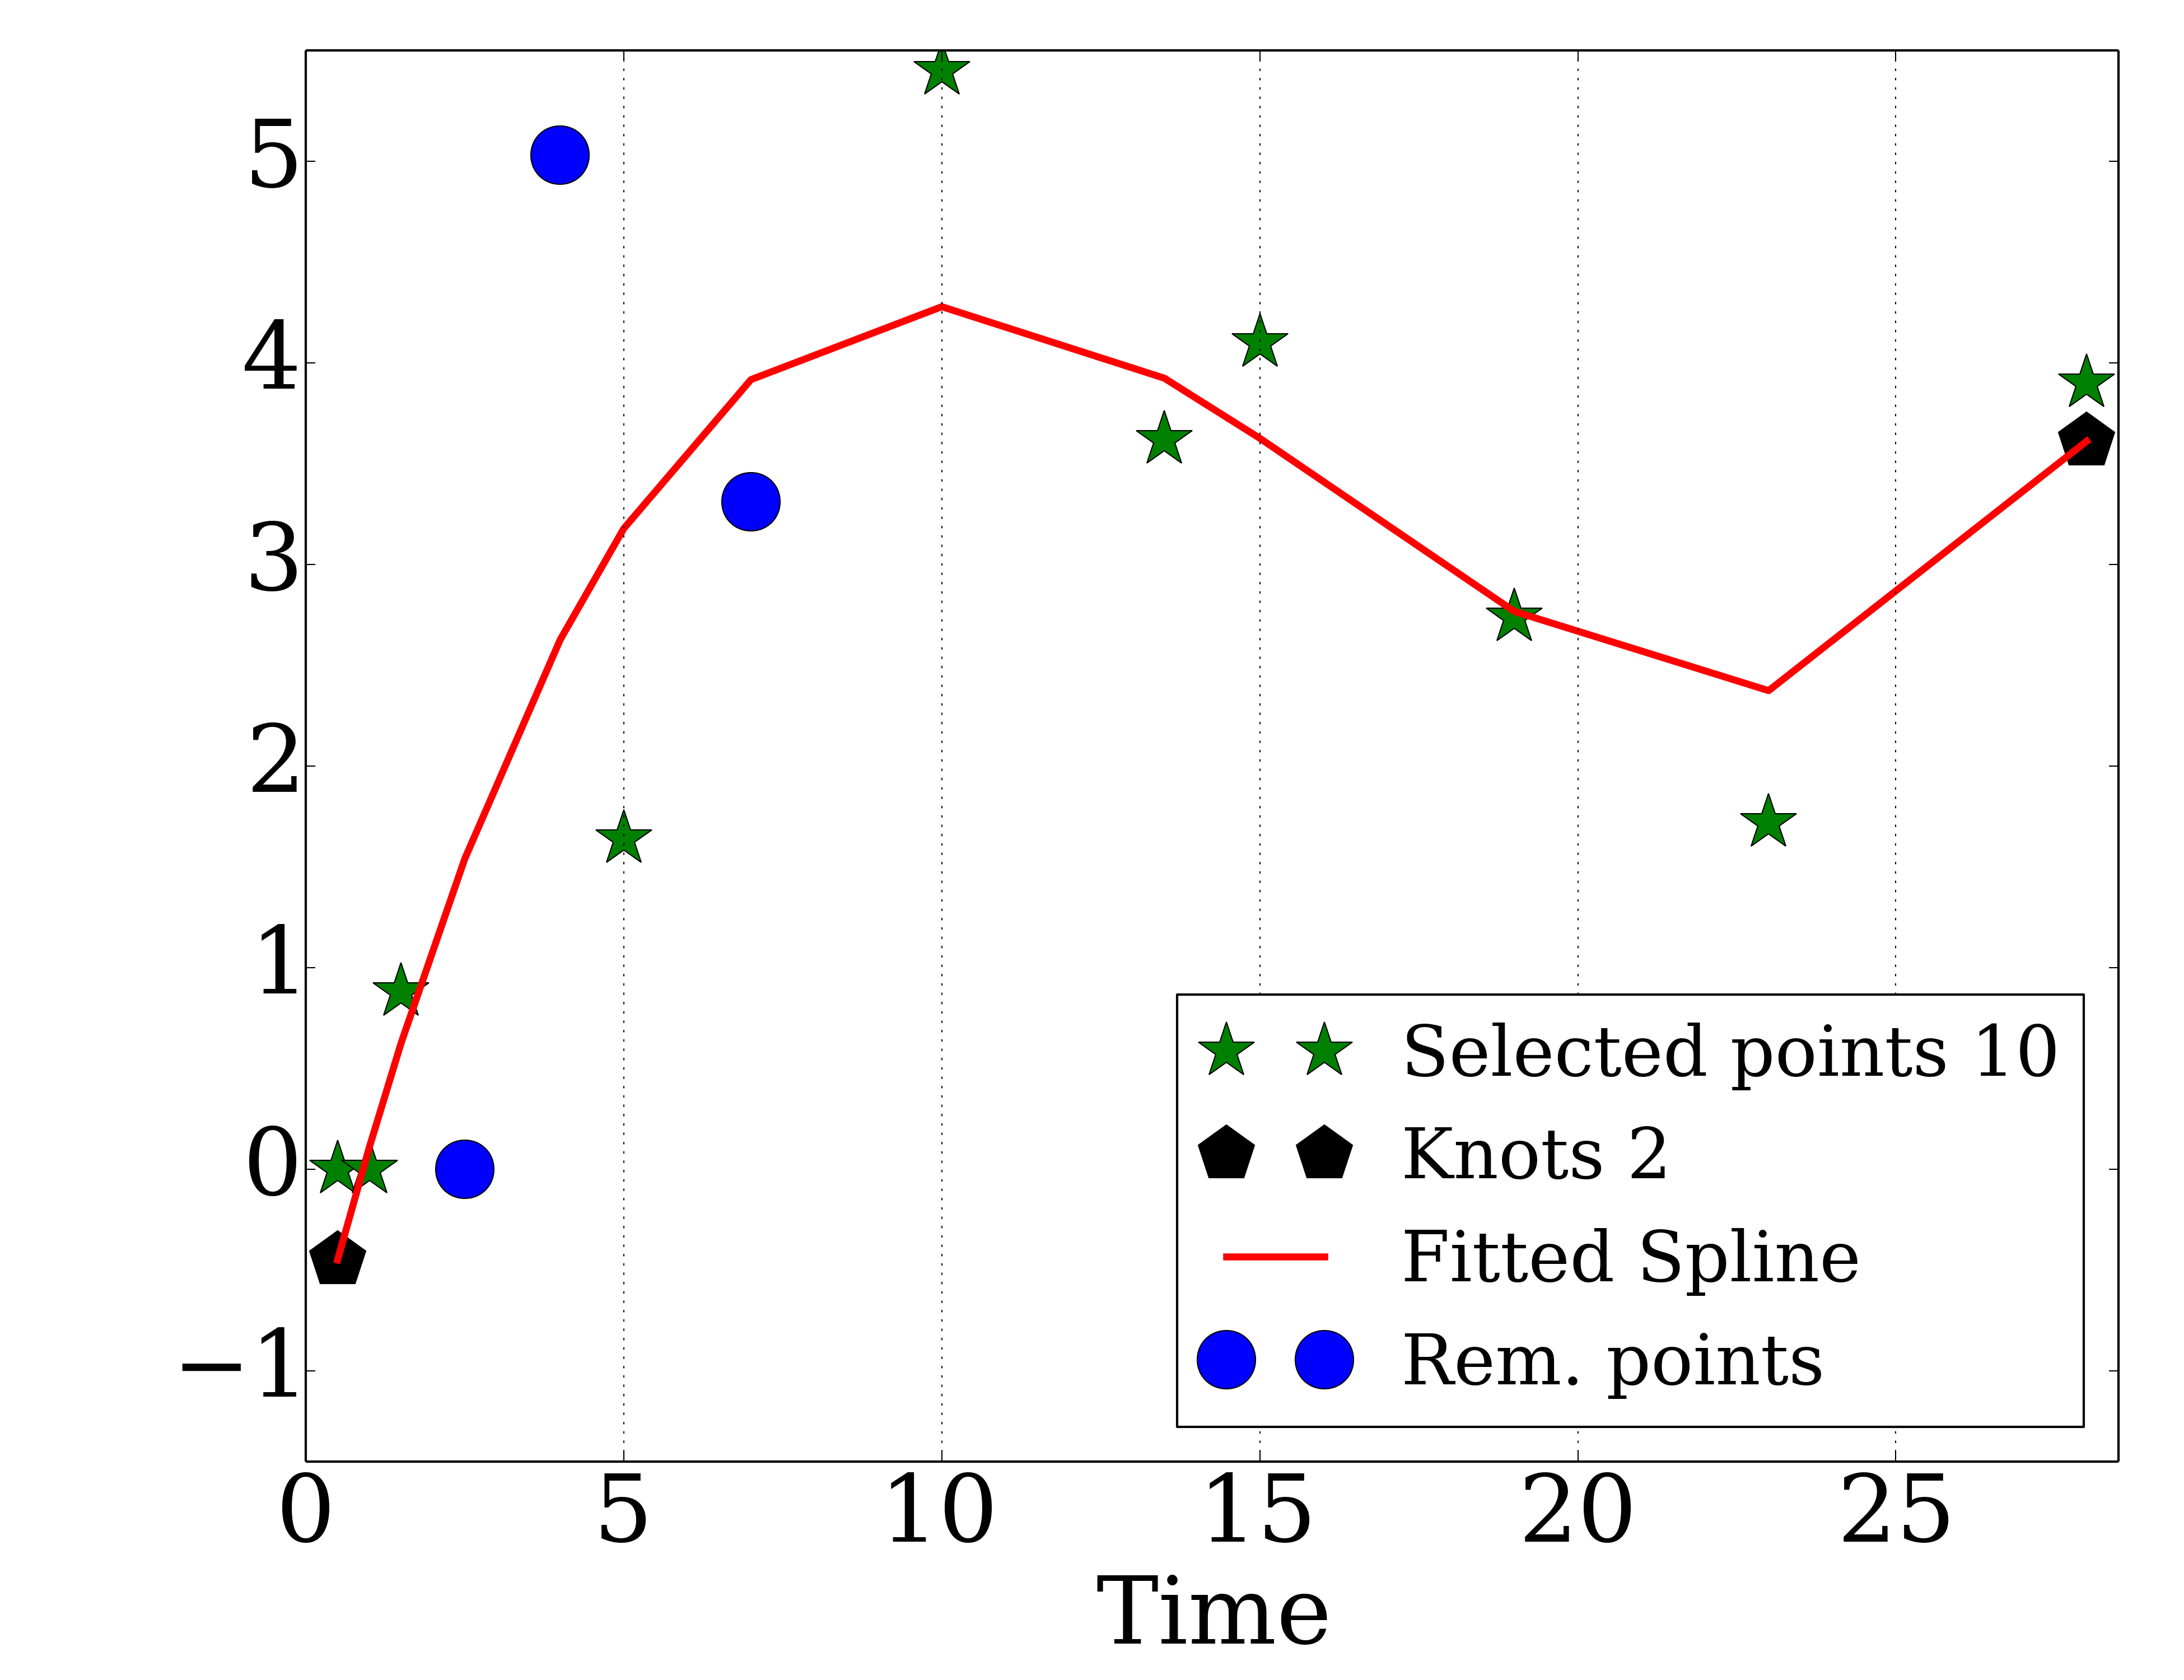 5
4
3
2
1
0
−1
Selected points 10
Knots 2
Fitted Spline
Rem. points
0 5 10 15 20 25
Time